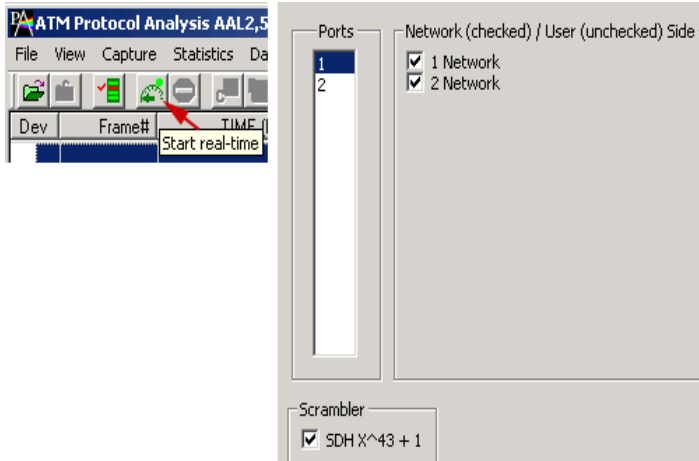 PA ATM Protocol Analysis AAL2,5
File View Capture Statistics Da
Dev Frame# TIME (
Start real-time
Ports
1
2
Network (checked) / User (unchecked) Side
1 Network
2 Network
Scrambler
SDH X^43 + 1